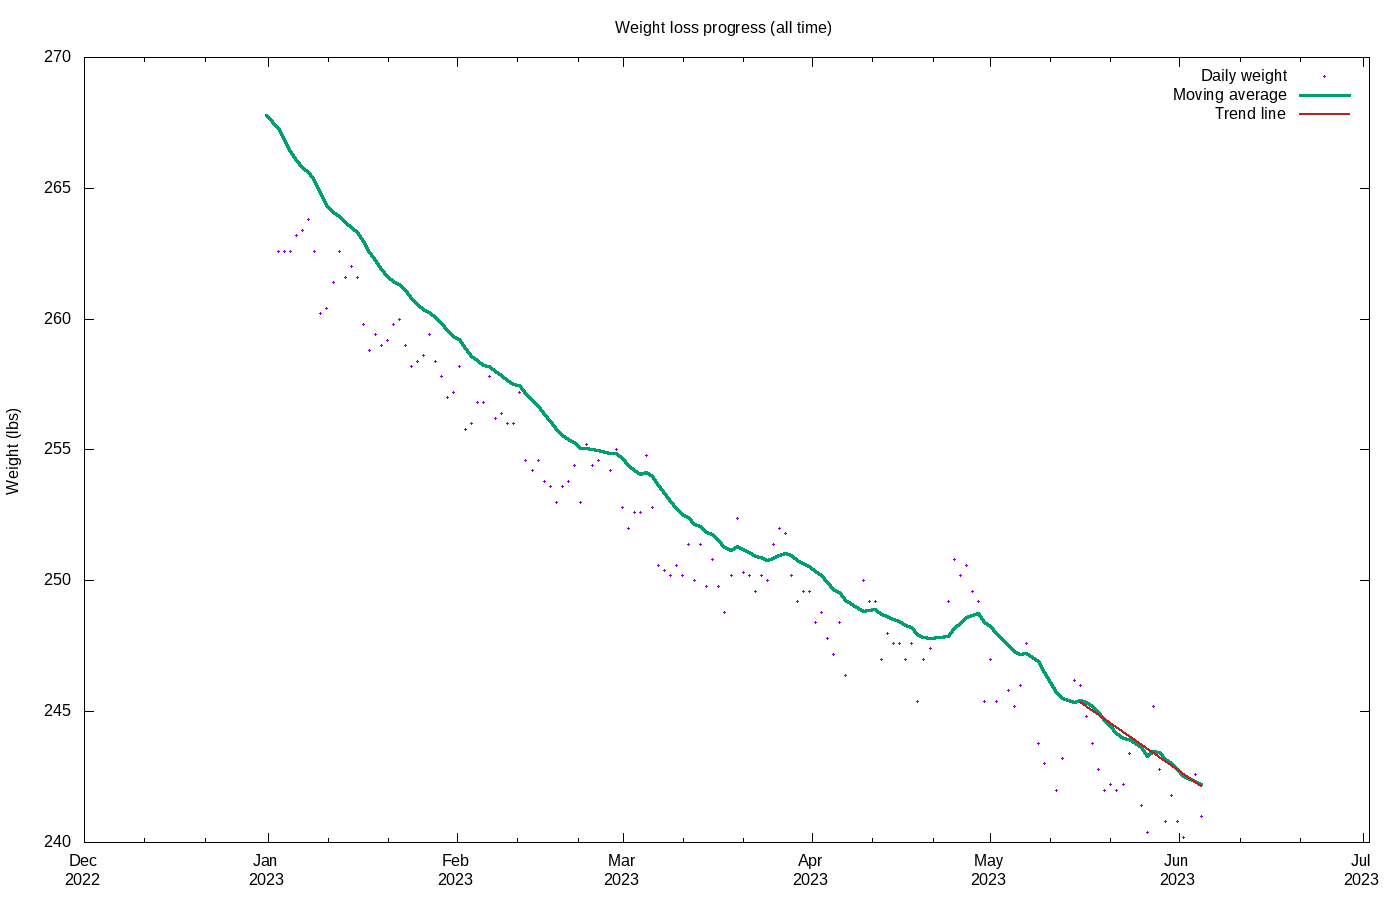 Weight loss progress (all time)
270
265
260
255
250
245
240
Weight (lbs)
Daily weight
Moving average
Trend line
Dec Jan Feb Mar Apr May Jun Jul
2022 2023 2023 2023 2023 2023 2023 2023